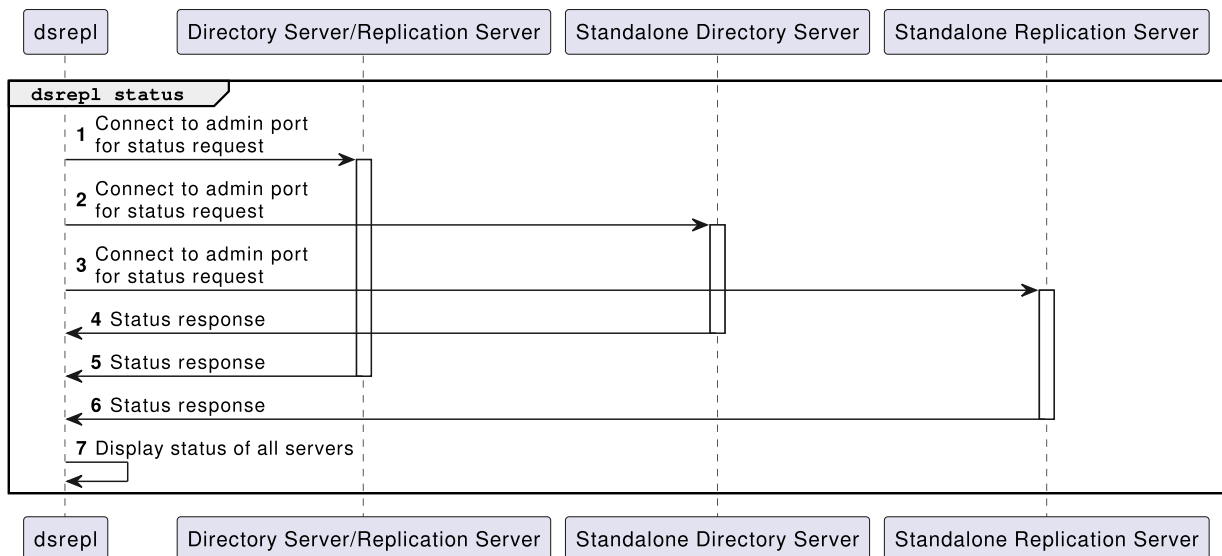 dsrepl
Directory Server/Replication Server
Standalone Directory Server
Standalone Replication Server
dsrepl status
1 Connect to admin port
for status request
2 Connect to admin port
for status request
3 Connect to admin port
for status request
4 Status response
5 Status response
6 Status response
7 Display status of all servers
dsrepl
Directory Server/Replication Server
Standalone Directory Server
Standalone Replication Server